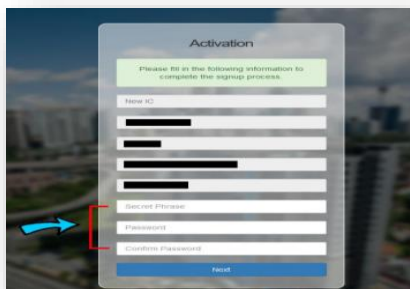 Activation
Please fill in the following information to
complete the signup process.
New IC
Secret Phrase
Password
Confirm Password
Next